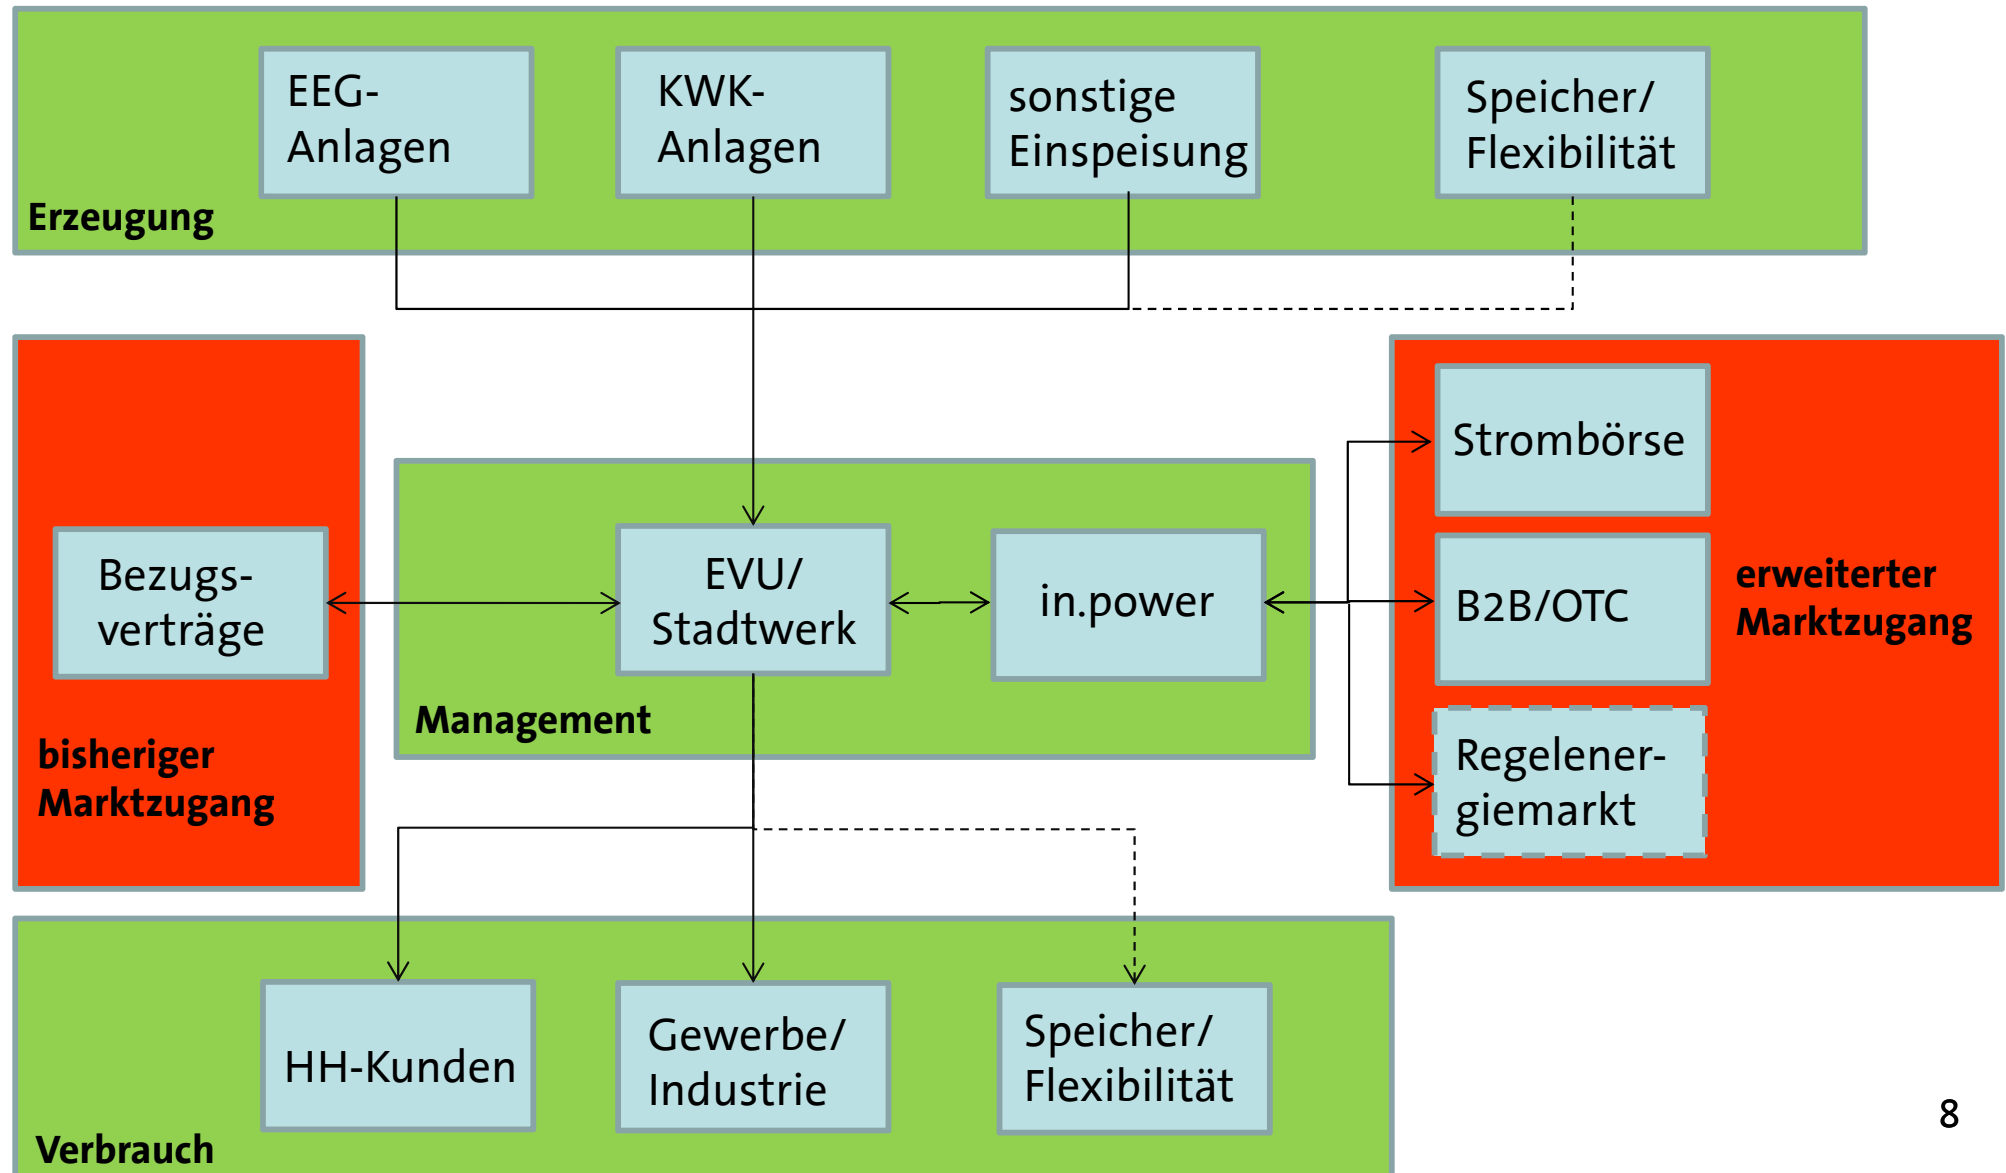 EEG-
Anlagen
KWK-
Anlagen
sonstige
Einspeisung
Speicher/
Flexibilität
Erzeugung
Bezugs-
verträge
bisheriger
Marktzugang
EVU/
Stadtwerk
in.power
Management
Strombörse
B2B/OTC
Regelener-
giemarkt
erweiterter
Marktzugang
HH-Kunden
Gewerbe/
Industrie
Speicher/
Flexibilität
Verbrauch
8